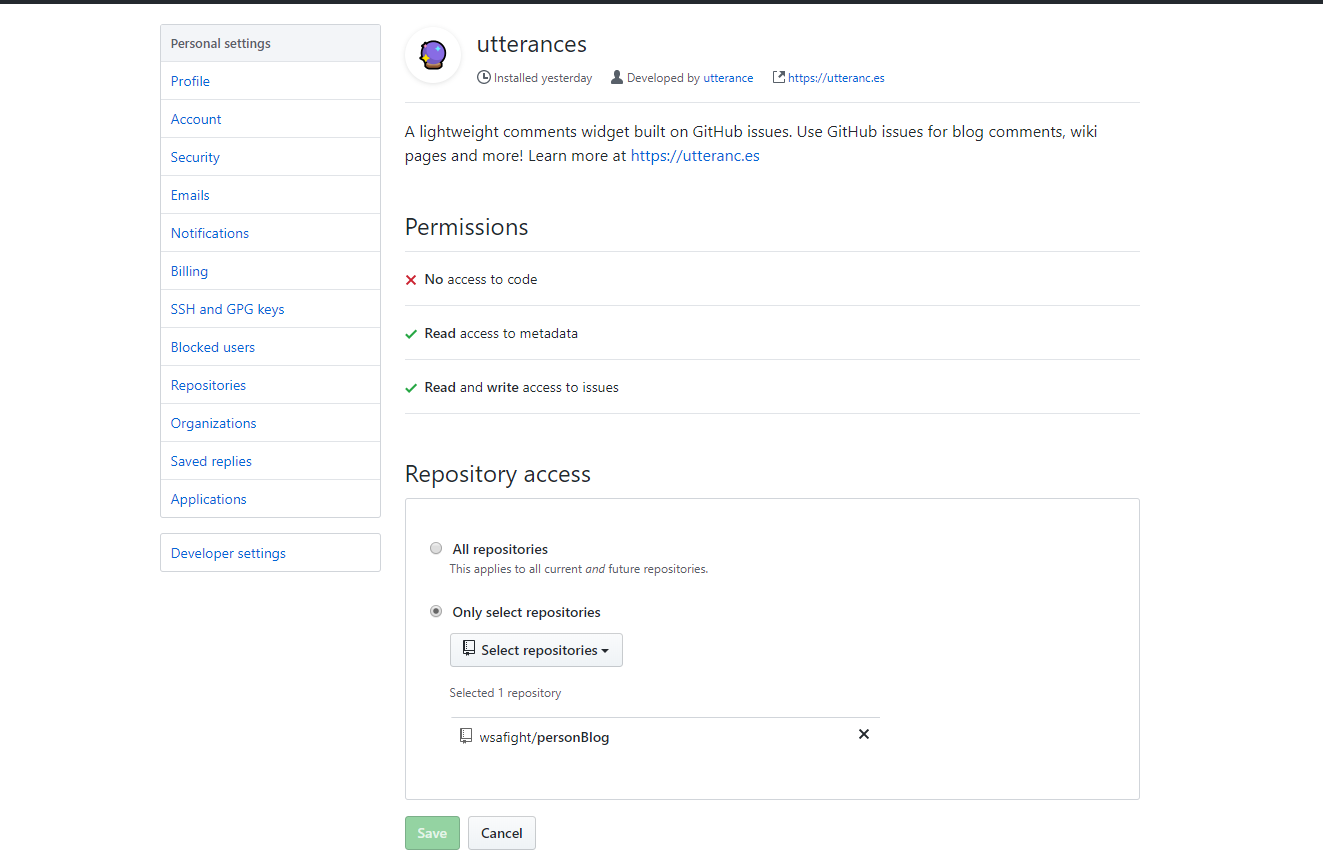 Personal settings
Profile
Account
Security
Emails
Notifications
Billing
SSH and GPG keys
Blocked users
Repositories
Organizations
Saved replies
Applications
Developer settings
utterances
Installed yesterday Developed by utterance https://utteranc.es
A lightweight comments widget built on GitHub issues. Use GitHub issues for blog comments, wiki
pages and more! Learn more at https://utteranc.es
Permissions
No access to code
Read access to metadata
Read and write access to issues
Repository access
All repositories
This applies to all current and future repositories.
Only select repositories
Select repositories
Selected 1 repository
wsafight/personBlog
Save Cancel